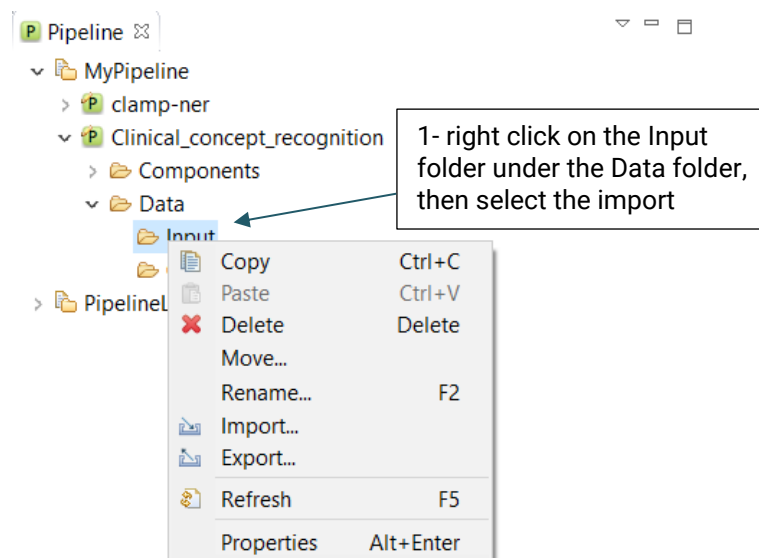 Pipeline
MyPipeline
clamp-ner
Clinical_concept_recognition
Components
Data
Input
1- right click on the Input
folder under the Data folder,
then select the import
Copy Ctrl+C
Paste Ctrl+V
Delete Delete
Move...
Rename... F2
Import...
Export...
Refresh F5
Properties Alt+Enter
PipelineL